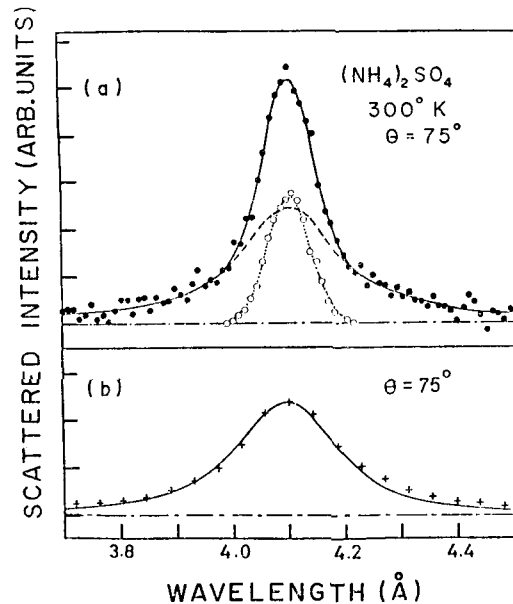 SCATTERED INTENSITY (ARB.UNITS)
(a)
(NH4)2SO4
300° K
Θ = 75°
(b)
Θ = 75°
3.8
4.0
4.2
4.4
WAVELENGTH (Å)